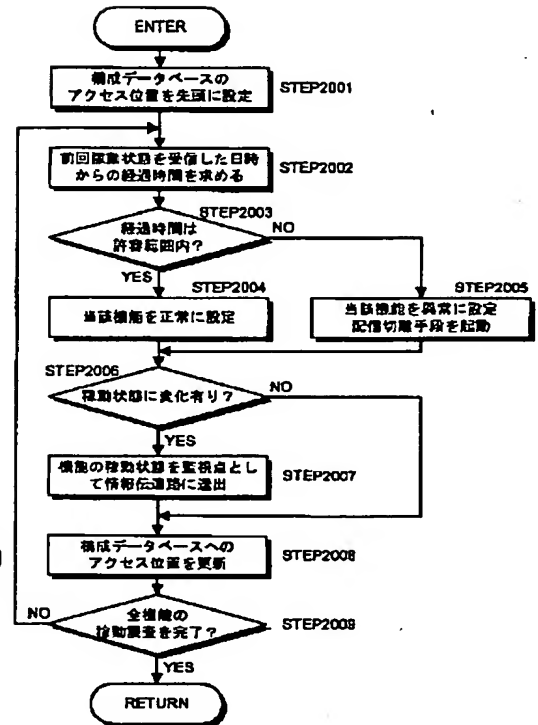 ENTER
構成データベースの
アクセス位置を先頭に設定
STEP2001
前回稼動状態を受信した日時
からの経過時間を求める
STEP2002
STEP2003
経過時間は
許容範囲内?
NO
YES
STEP2004
当該機能を正常に設定
STEP2005
当該機能を異常に設定
配信切離手段を起動
STEP2006
稼動状態に変化有り?
NO
YES
機能の稼動状態を監視点とし
て情報伝送路に送出
STEP2007
構成データベースへの
アクセス位置を更新
STEP2008
NO
全機能の
稼動調査を完了?
STEP2009
YES
RETURN